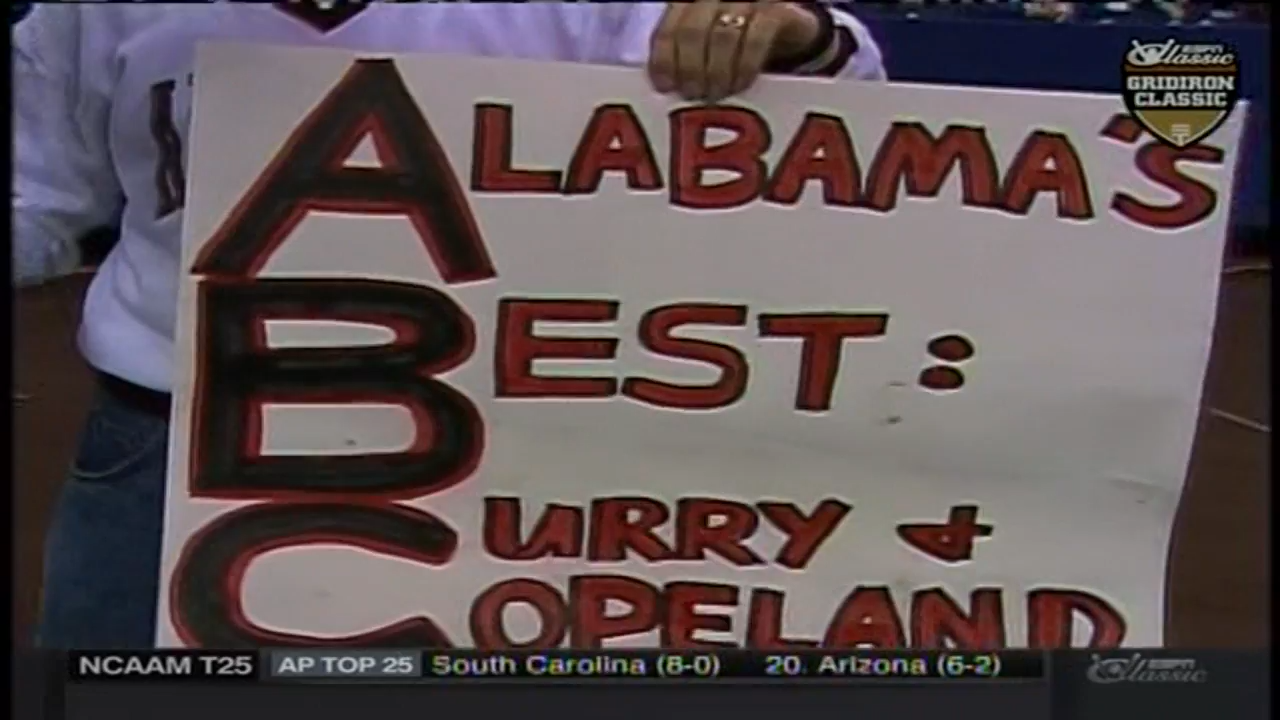 ALABAMA'S
BEST:
CURRY &
COPELAND
ESPN
Classic
GRIDIRON
CLASSIC
NCAAM T25 AP TOP 25 South Carolina (8-0) 20. Arizona (6-2)
ESPN
Classic